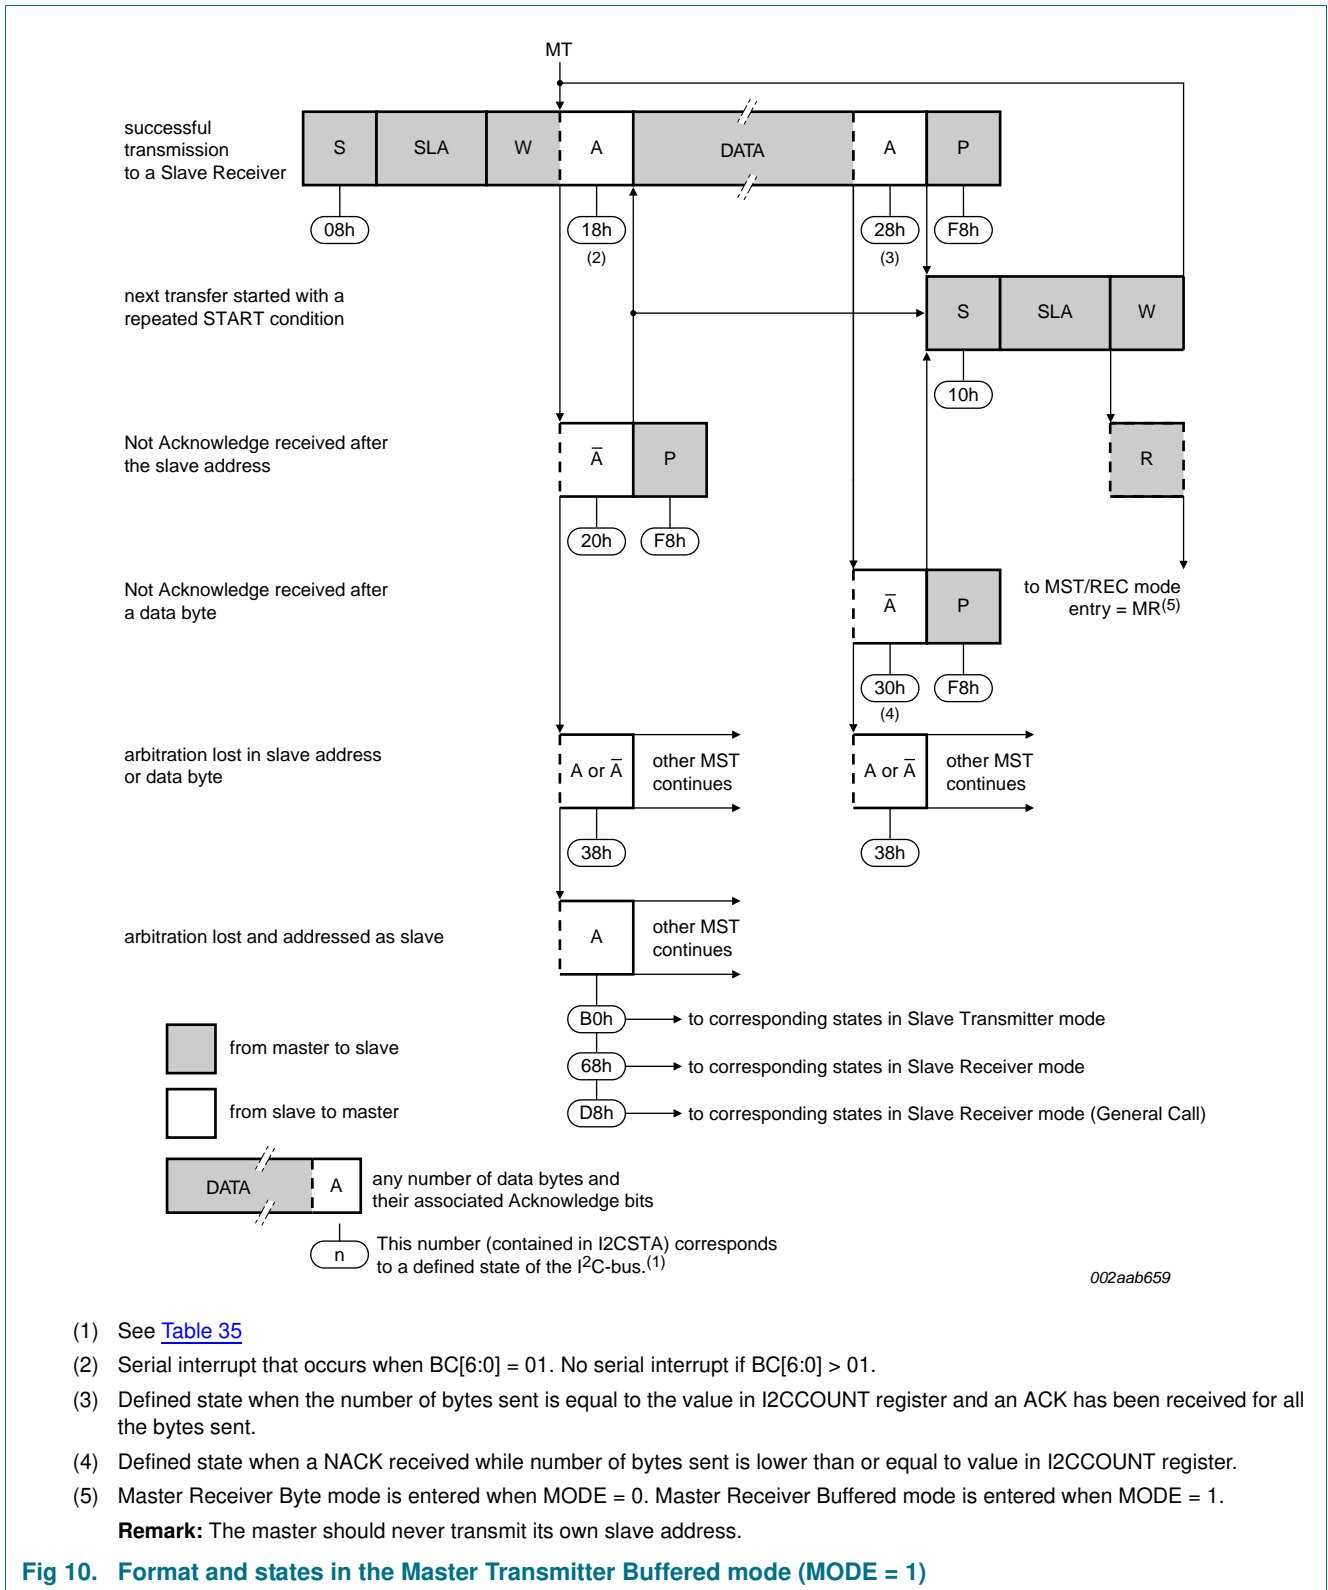 MT
successful
transmission
to a Slave Receiver
S SLA W A DATA A P
08h 18h 28h F8h
(2) (3)
next transfer started with a
repeated START condition
S SLA W
10h
Not Acknowledge received after
the slave address
A̅ P R
20h F8h
Not Acknowledge received after
a data byte
A̅ P
to MST/REC mode
entry = MR(5)
30h F8h
(4)
arbitration lost in slave address
or data byte
A or A̅ other MST
continues
A or A̅ other MST
continues
38h 38h
arbitration lost and addressed as slave
A other MST
continues
B0h to corresponding states in Slave Transmitter mode
68h to corresponding states in Slave Receiver mode
D8h to corresponding states in Slave Receiver mode (General Call)
from master to slave
from slave to master
DATA A any number of data bytes and
their associated Acknowledge bits
n This number (contained in I2CSTA) corresponds
to a defined state of the I2C-bus.(1)
002aab659
(1) See Table 35
(2) Serial interrupt that occurs when BC[6:0] = 01. No serial interrupt if BC[6:0] > 01.
(3) Defined state when the number of bytes sent is equal to the value in I2CCOUNT register and an ACK has been received for all
the bytes sent.
(4) Defined state when a NACK received while number of bytes sent is lower than or equal to value in I2CCOUNT register.
(5) Master Receiver Byte mode is entered when MODE = 0. Master Receiver Buffered mode is entered when MODE = 1.
Remark: The master should never transmit its own slave address.
Fig 10. Format and states in the Master Transmitter Buffered mode (MODE = 1)